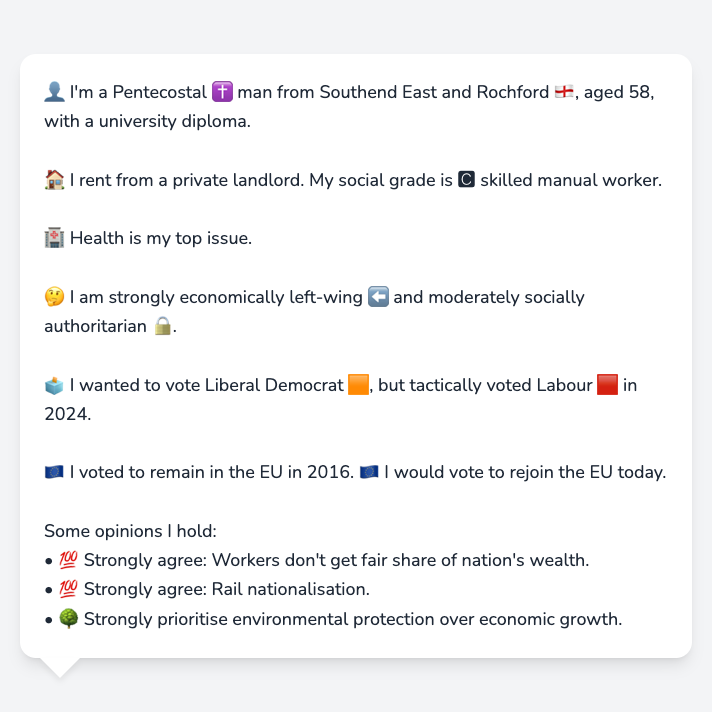 👤 I'm a Pentecostal ✝️ man from Southend East and Rochford 🏴󠁧󠁢󠁥󠁮󠁧󠁿, aged 58,
with a university diploma.
🏠 I rent from a private landlord. My social grade is 🅲 skilled manual worker.
🏥 Health is my top issue.
🤔 I am strongly economically left-wing ⬅️ and moderately socially
authoritarian 🔒.
🗳️ I wanted to vote Liberal Democrat 🟧, but tactically voted Labour 🟥 in
2024.
🇪🇺 I voted to remain in the EU in 2016. 🇪🇺 I would vote to rejoin the EU today.
Some opinions I hold:
• 💯 Strongly agree: Workers don't get fair share of nation's wealth.
• 💯 Strongly agree: Rail nationalisation.
• 🌳 Strongly prioritise environmental protection over economic growth.